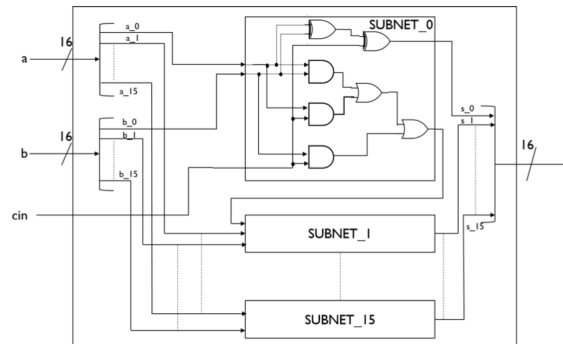 SUBNET_0
16
a_0
a_1
a
a_15
16
b_0
b_1
b
b_15
s_0
s_1
16
s_15
cin
SUBNET_1
SUBNET_15